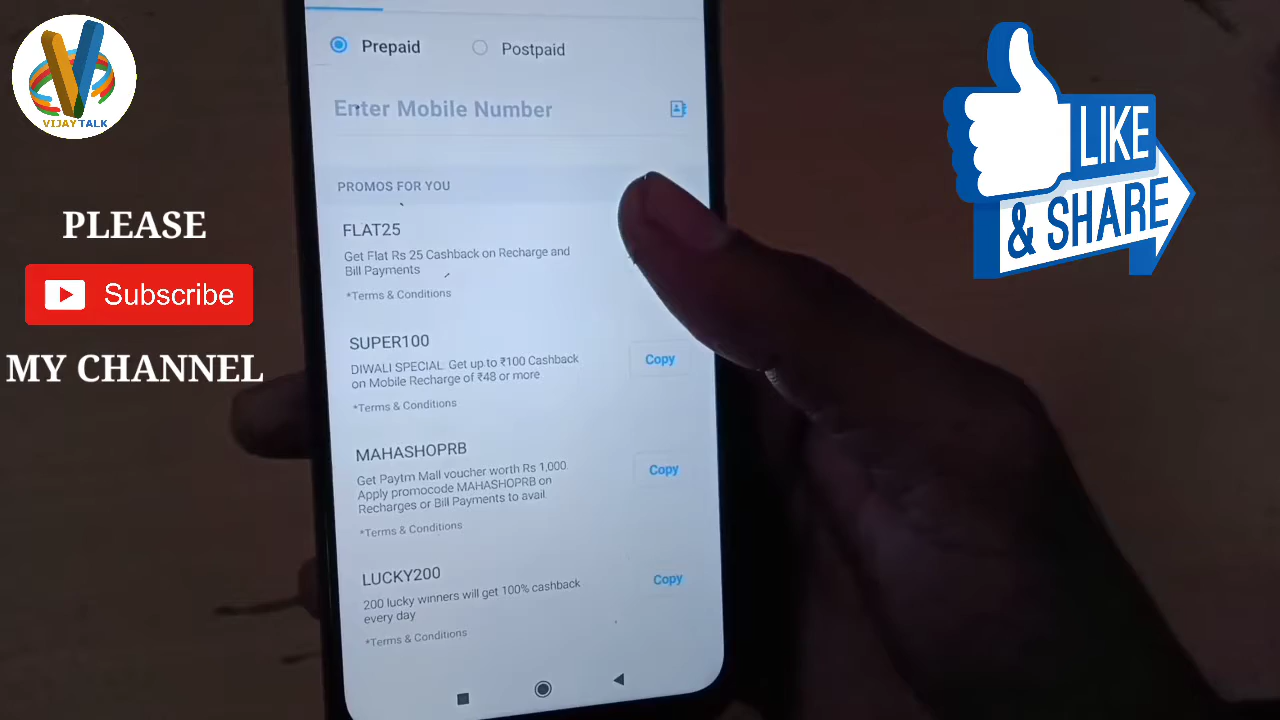 VIJAYTALK
PLEASE
Subscribe
MY CHANNEL
LIKE
& SHARE
Prepaid
Postpaid
Enter Mobile Number
PROMOS FOR YOU
FLAT25
Get Flat Rs 25 Cashback on Recharge and
Bill Payments
*Terms & Conditions
SUPER100
DIWALI SPECIAL: Get up to ₹100 Cashback
on Mobile Recharge of ₹48 or more
*Terms & Conditions
Copy
MAHASHOPRB
Get Paytm Mall voucher worth Rs 1,000.
Apply promocode MAHASHOPRB on
Recharges or Bill Payments to avail.
*Terms & Conditions
Copy
LUCKY200
200 lucky winners will get 100% cashback
every day
*Terms & Conditions
Copy